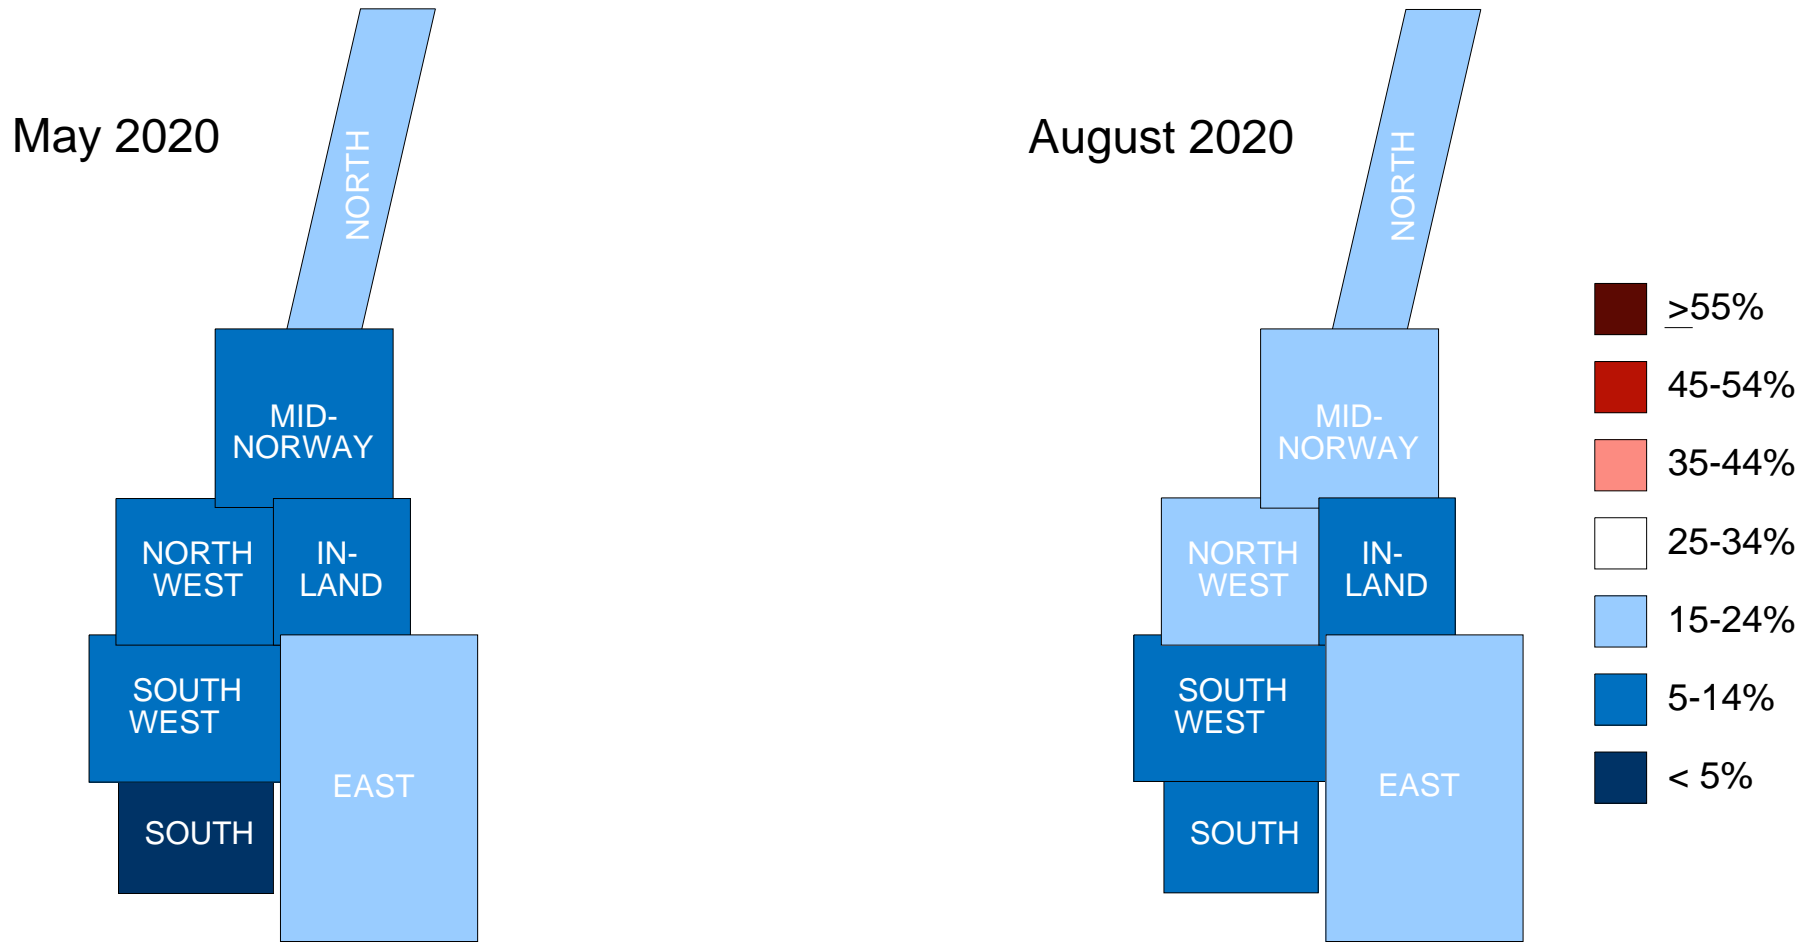 May 2020
NORTH
MID-
NORWAY
NORTH
WEST
IN-
LAND
SOUTH
WEST
EAST
SOUTH
August 2020
NORTH
MID-
NORWAY
NORTH
WEST
IN-
LAND
SOUTH
WEST
EAST
SOUTH
>55%
45-54%
35-44%
25-34%
15-24%
5-14%
< 5%